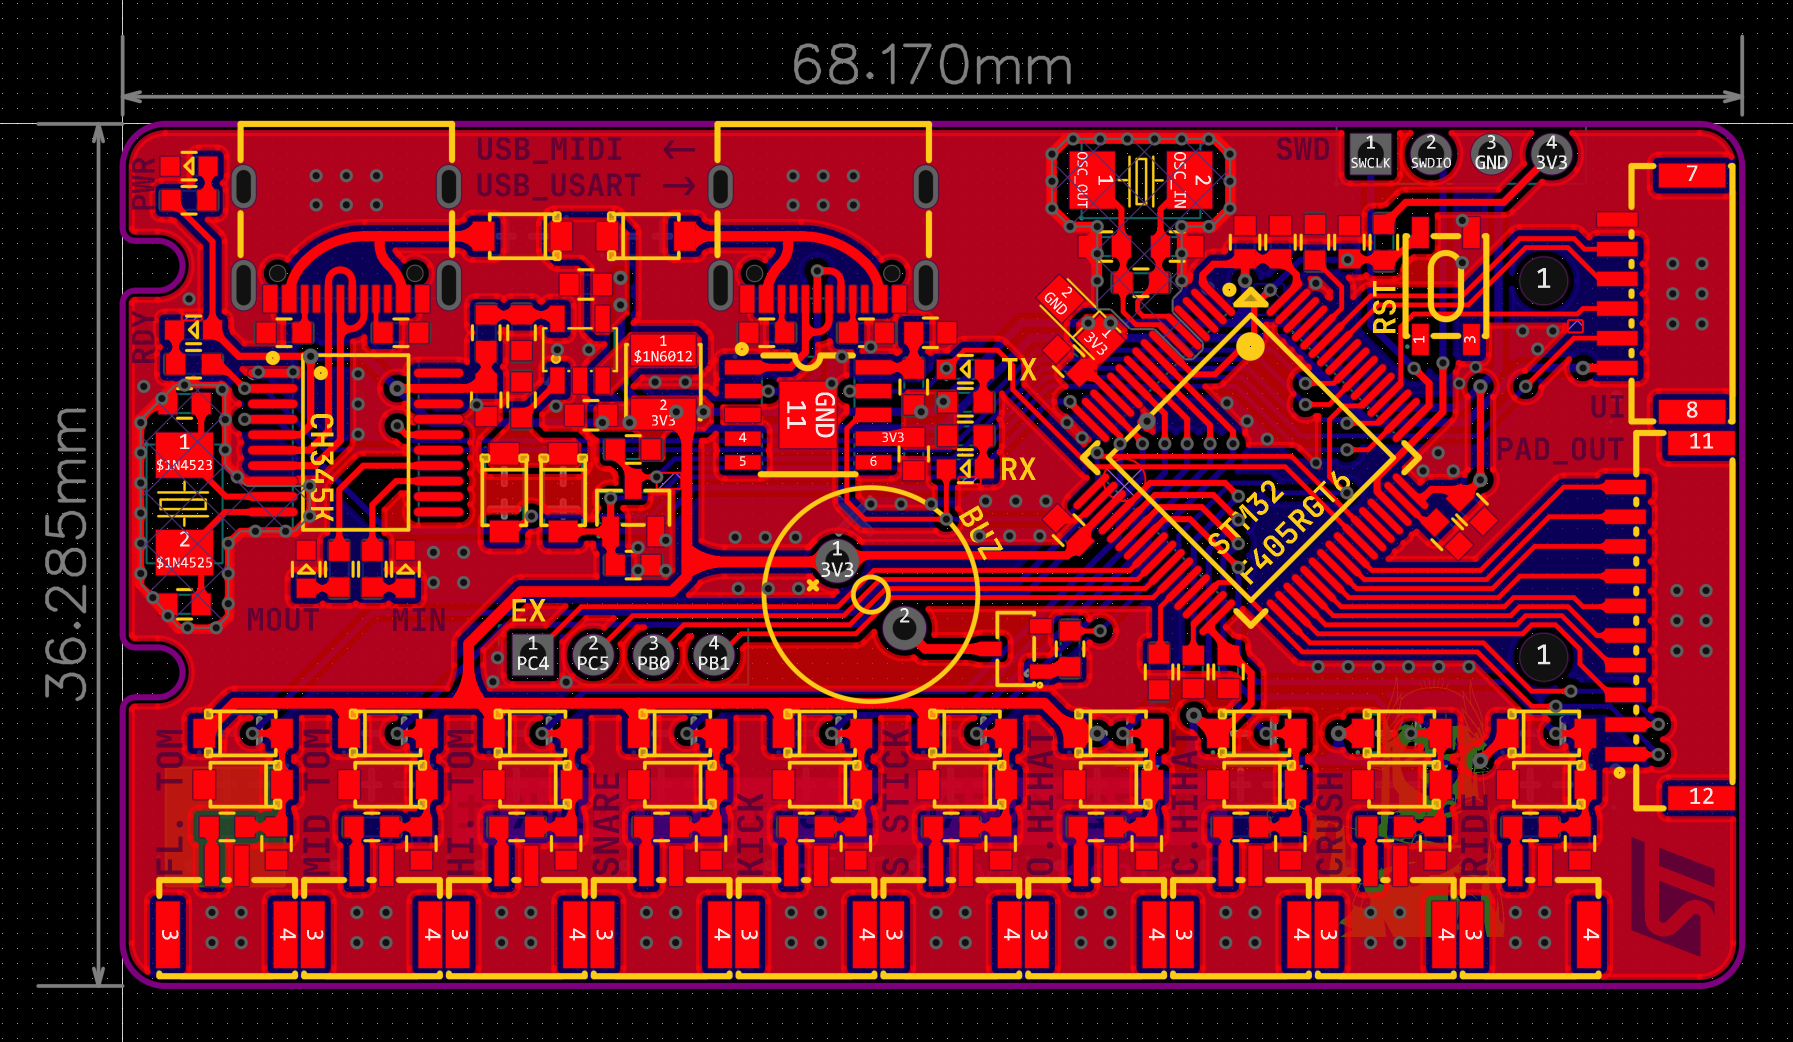 68.170mm
36.285mm
PWR
USB_MIDI ←
USB_USART →
OSC_OUT
1
OSC_IN
2
SWD
1
SWCLK
2
SWDIO
3
GND
4
3V3
7
RDY
2
GND
1
3V3
RST
1
3
1
UI
8
1
$1N6012
2
3V3
11
GND
4
5
3V3
6
TX
RX
PAD_OUT
11
CH345K
1
$1N4523
2
$1N4525
MOUT
MIN
BUZ
1
3V3
2
STM32
F405RGT6
EX
1
PC4
2
PC5
3
PB0
4
PB1
1
12
FL. TOM
MID TOM
HI. TOM
SNARE
KICK
S STICK
O.HIHAT
C.HIHAT
CRUSH
RIDE
3
4
3
4
3
4
3
4
3
4
3
4
3
4
3
4
3
4
3
4
ST